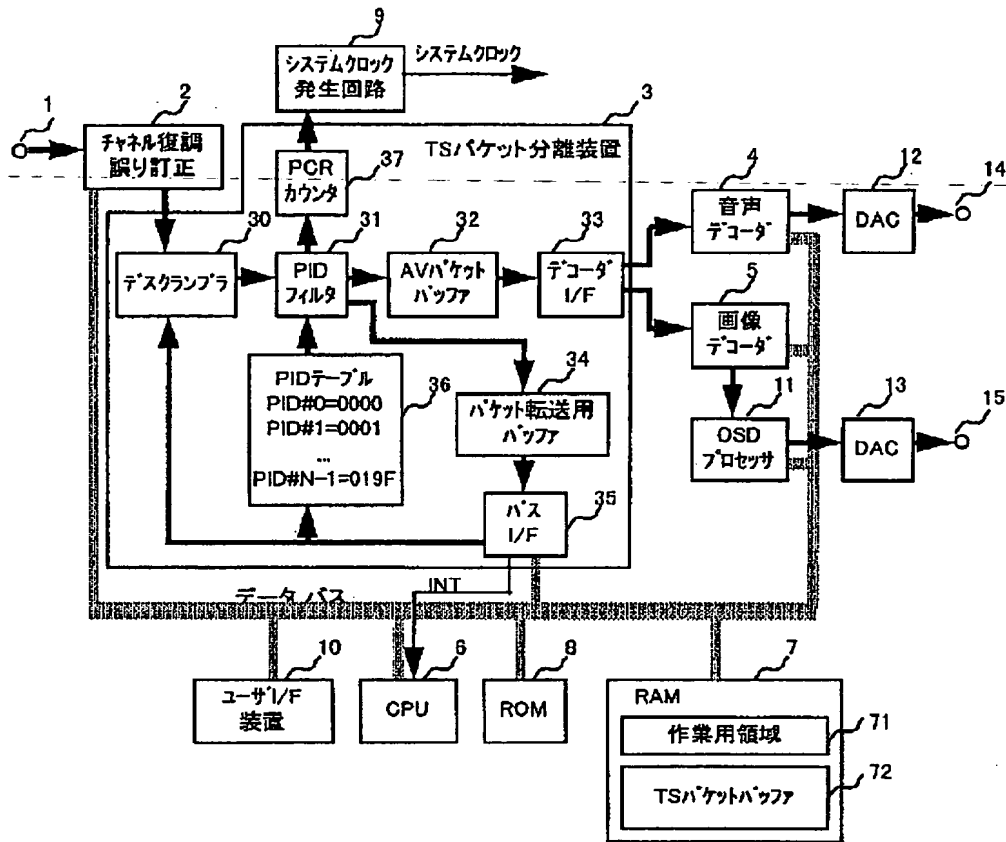 9
システムクロック
発生回路
システムクロック
1
2
チャネル復調
誤り訂正
3
TSパケット分離装置
PCR
カウンタ
37
4
音声
デコーダ
12
DAC
14
30
デスクランブラ
31
PID
フィルタ
32
AVパケット
バッファ
33
デコーダ
I/F
5
画像
デコーダ
PIDテーブル
PID#0=0000
PID#1=0001
...
PID#N-1=019F
36
34
パケット転送用
バッファ
11
OSD
プロセッサ
13
DAC
15
35
バス
I/F
INT
データバス
10
ユーザI/F
装置
6
CPU
8
ROM
7
RAM
作業用領域
71
TSパケットバッファ
72